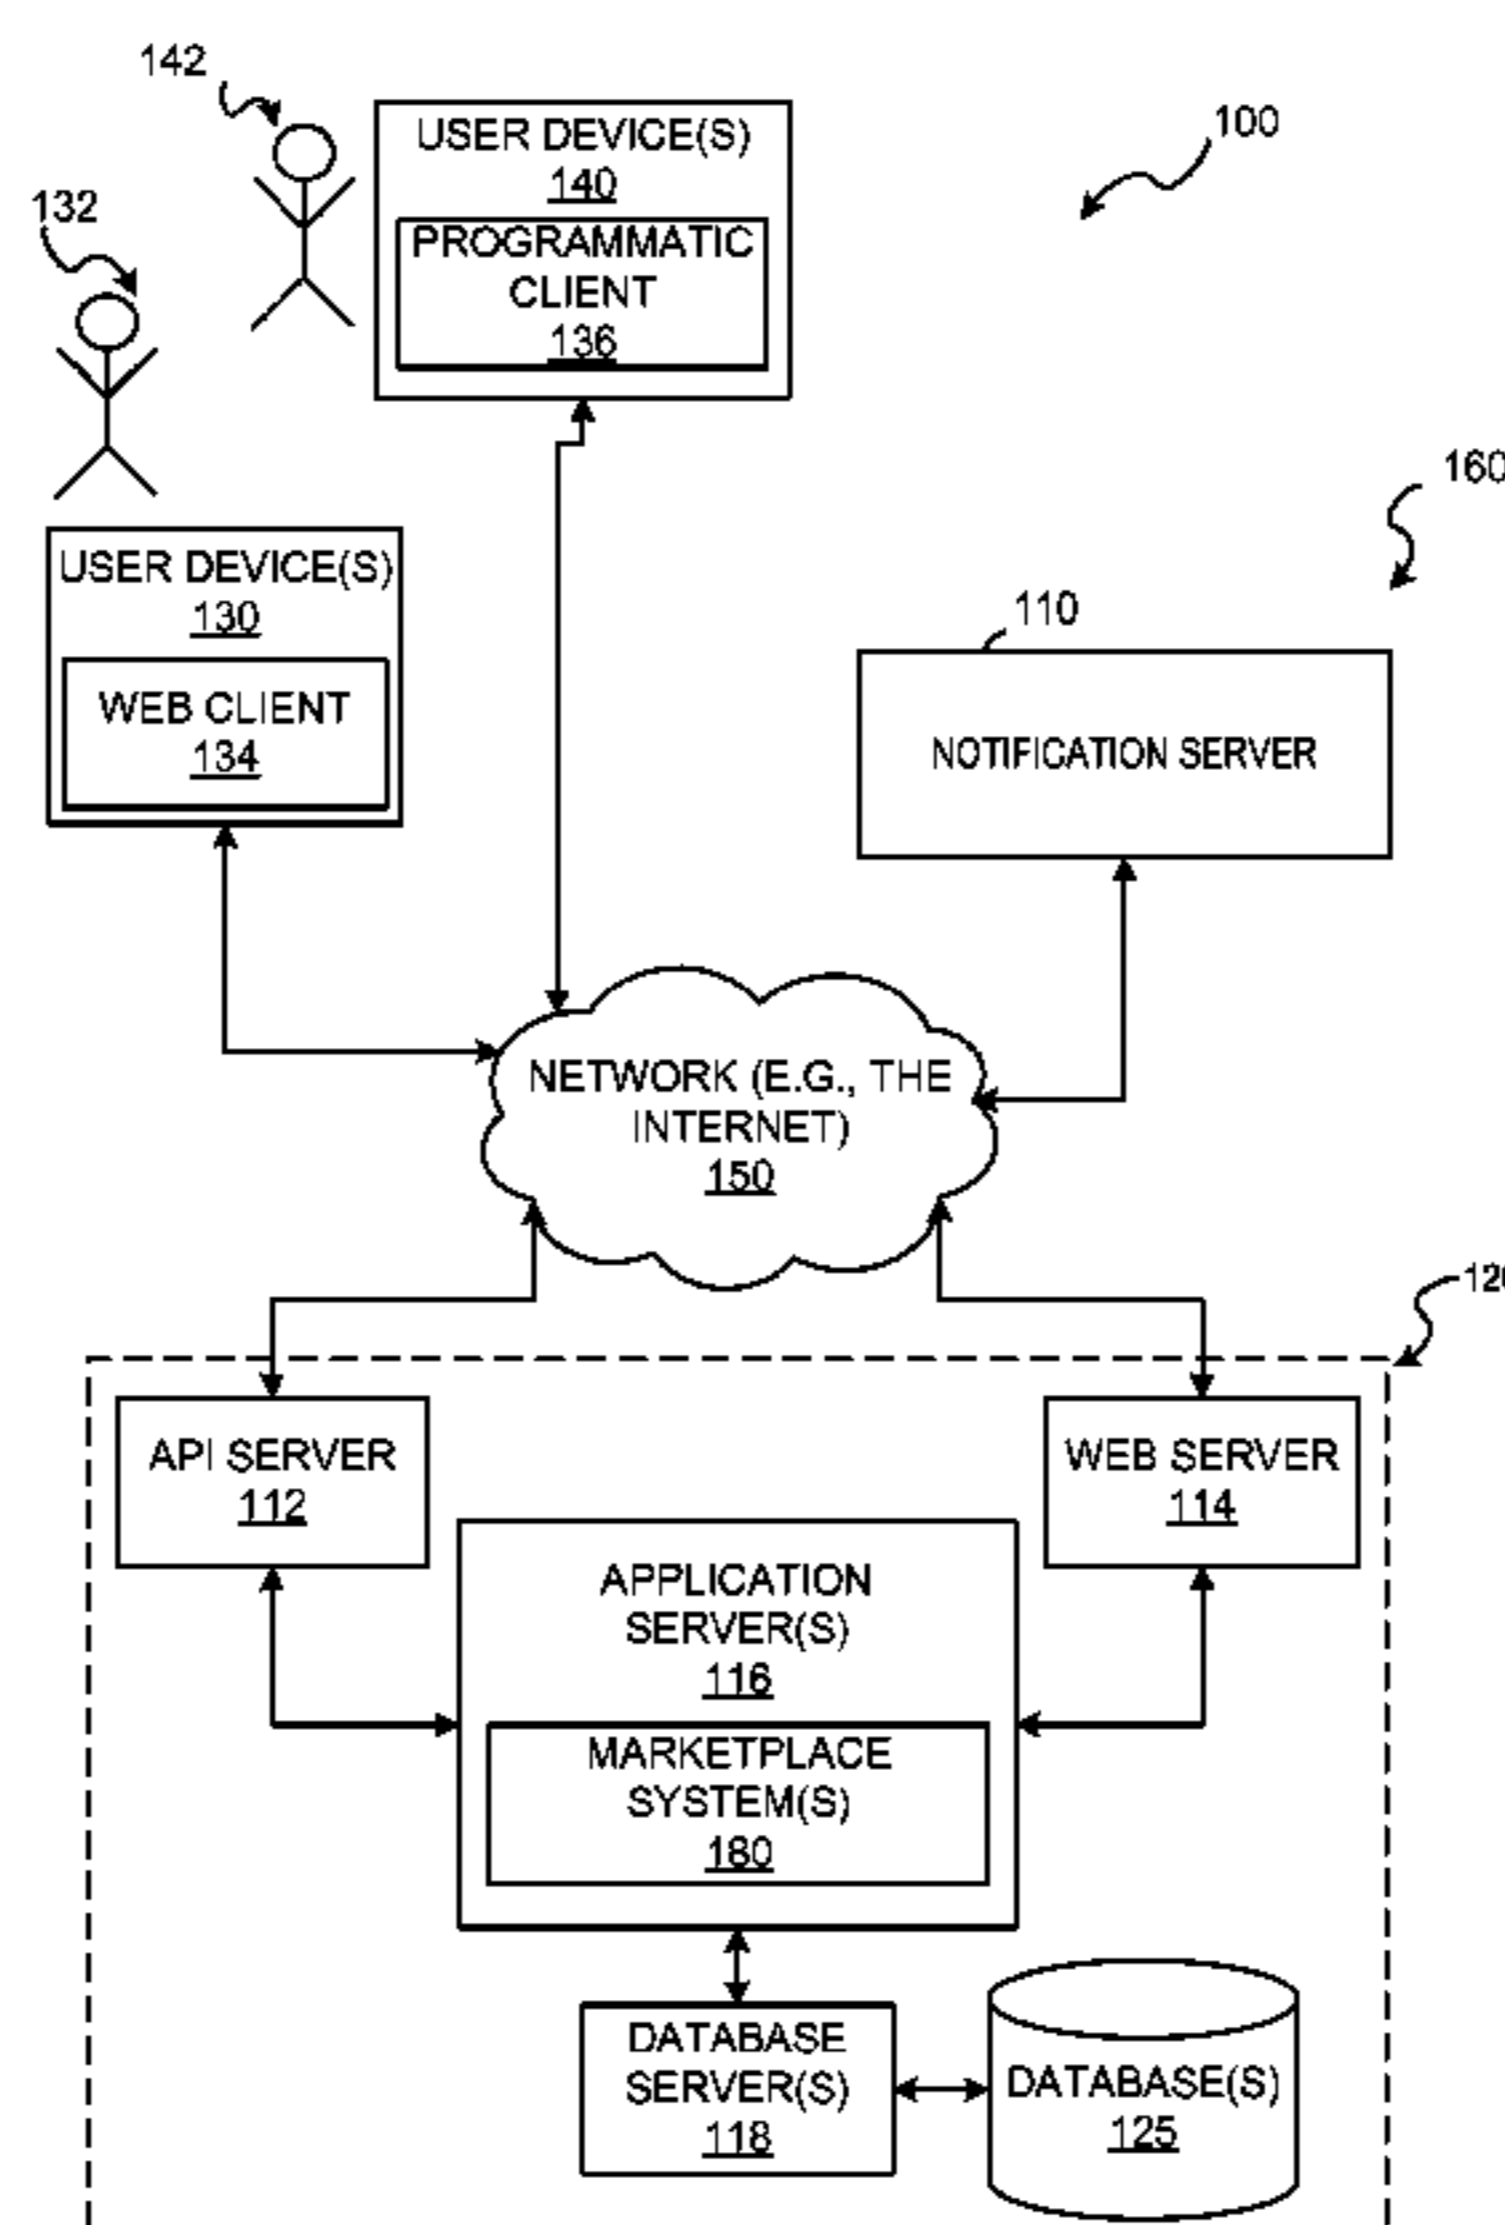 142
USER DEVICE(S)
140
PROGRAMMATIC
CLIENT
136
100
132
160
USER DEVICE(S)
130
WEB CLIENT
134
110
NOTIFICATION SERVER
NETWORK (E.G., THE
INTERNET)
150
120
API SERVER
112
WEB SERVER
114
APPLICATION
SERVER(S)
116
MARKETPLACE
SYSTEM(S)
180
DATABASE
SERVER(S)
118
DATABASE(S)
125